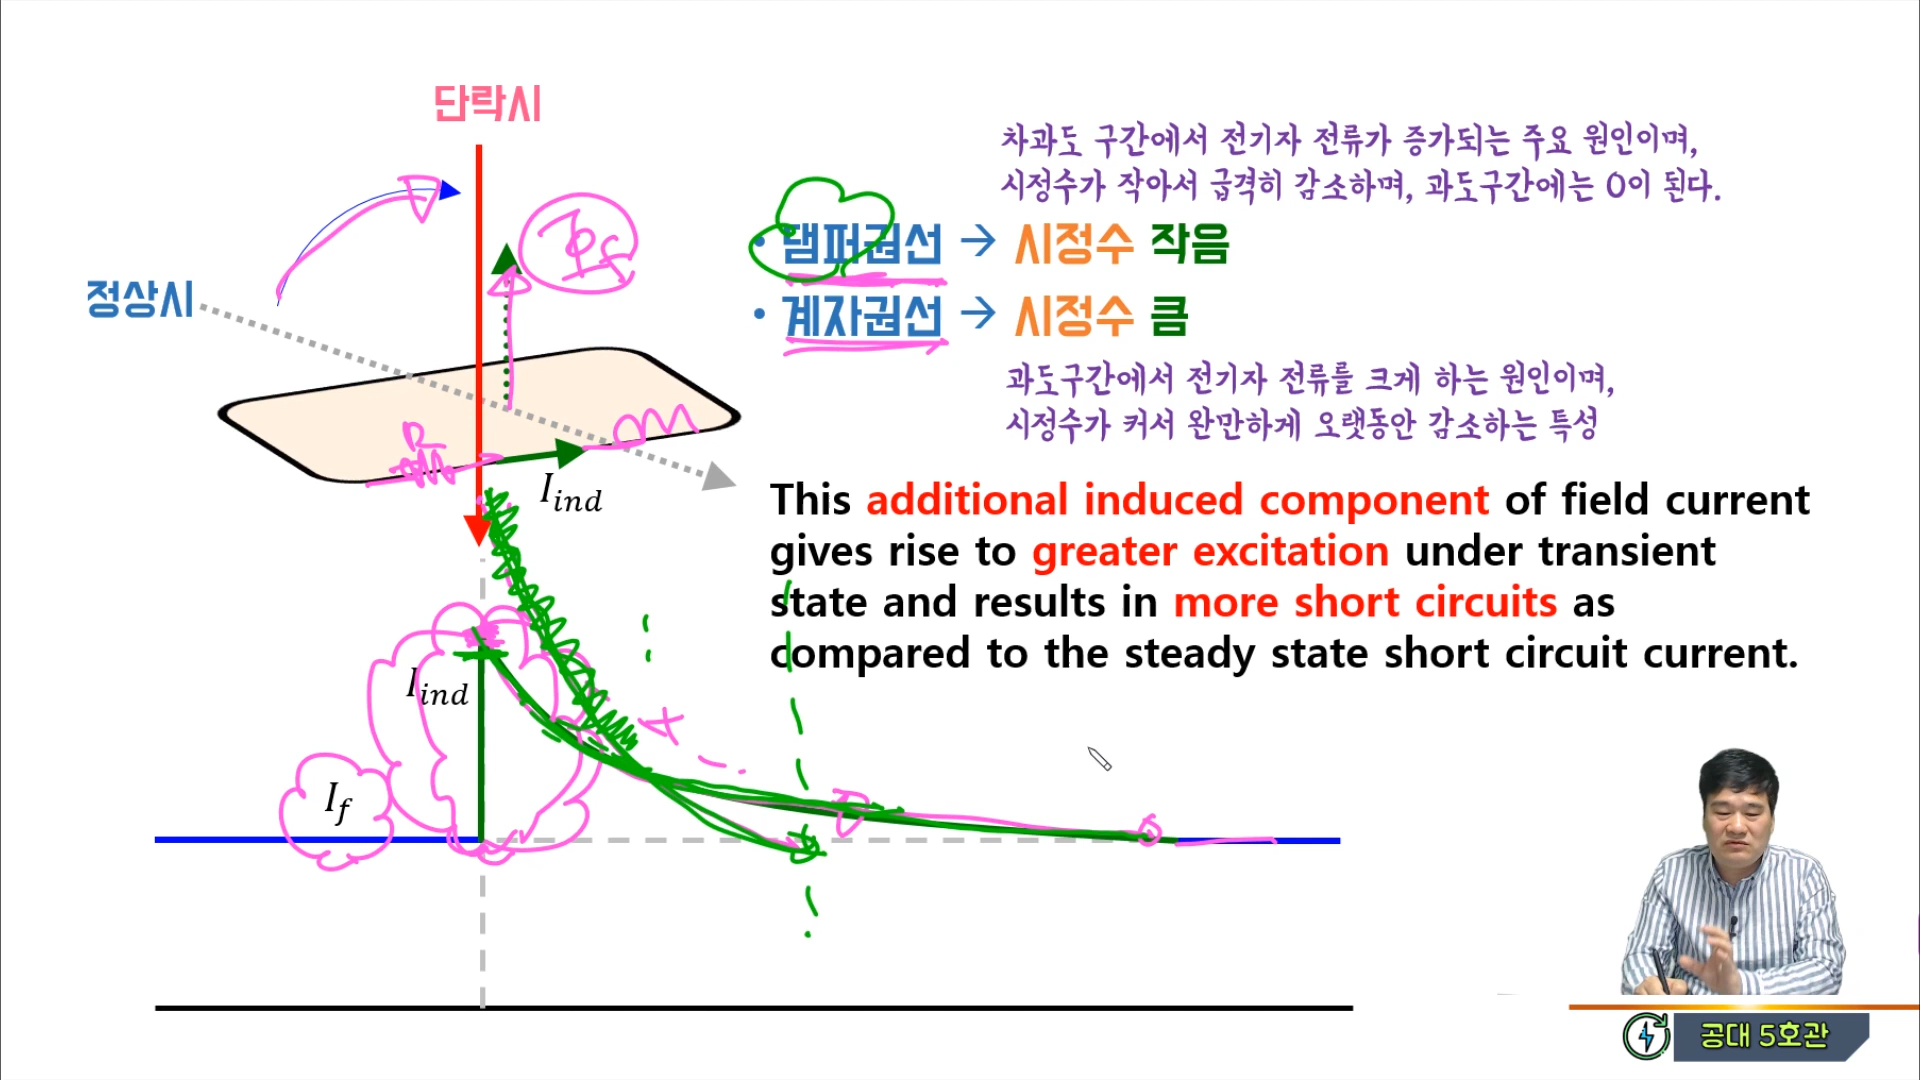 단락시
차과도 구간에서 전기자 전류가 증가되는 주요 원인이며,
시정수가 작아서 급격히 감소하며, 과도구간에는 0이 된다.
• 댐퍼권선 → 시정수 작음
Φf
정상시
• 계자권선 → 시정수 큼
과도구간에서 전기자 전류를 크게 하는 원인이며,
시정수가 커서 완만하게 오랫동안 감소하는 특성
R
I_ind
This additional induced component of field current
gives rise to greater excitation under transient
state and results in more short circuits as
compared to the steady state short circuit current.
I_ind
I_f
공대 5호관